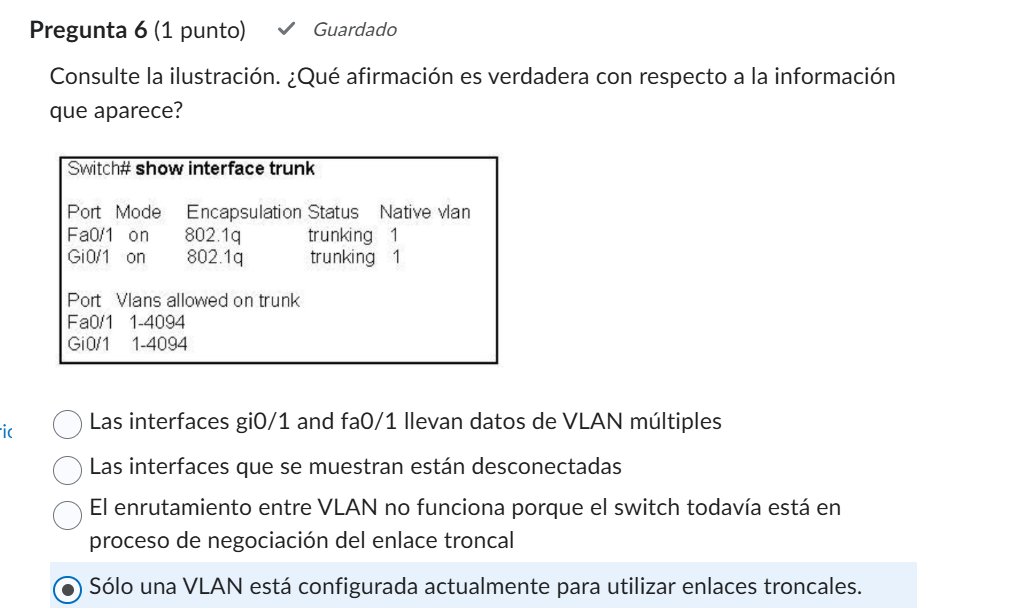 Pregunta 6 (1 punto) ✓ Guardado
Consulte la ilustración. ¿Qué afirmación es verdadera con respecto a la información
que aparece?
Switch# show interface trunk
Port Mode Encapsulation Status Native vlan
Fa0/1 on 802.1q trunking 1
Gi0/1 on 802.1q trunking 1
Port Vlans allowed on trunk
Fa0/1 1-4094
Gi0/1 1-4094
Las interfaces gi0/1 and fa0/1 llevan datos de VLAN múltiples
Las interfaces que se muestran están desconectadas
El enrutamiento entre VLAN no funciona porque el switch todavía está en
proceso de negociación del enlace troncal
Sólo una VLAN está configurada actualmente para utilizar enlaces troncales.